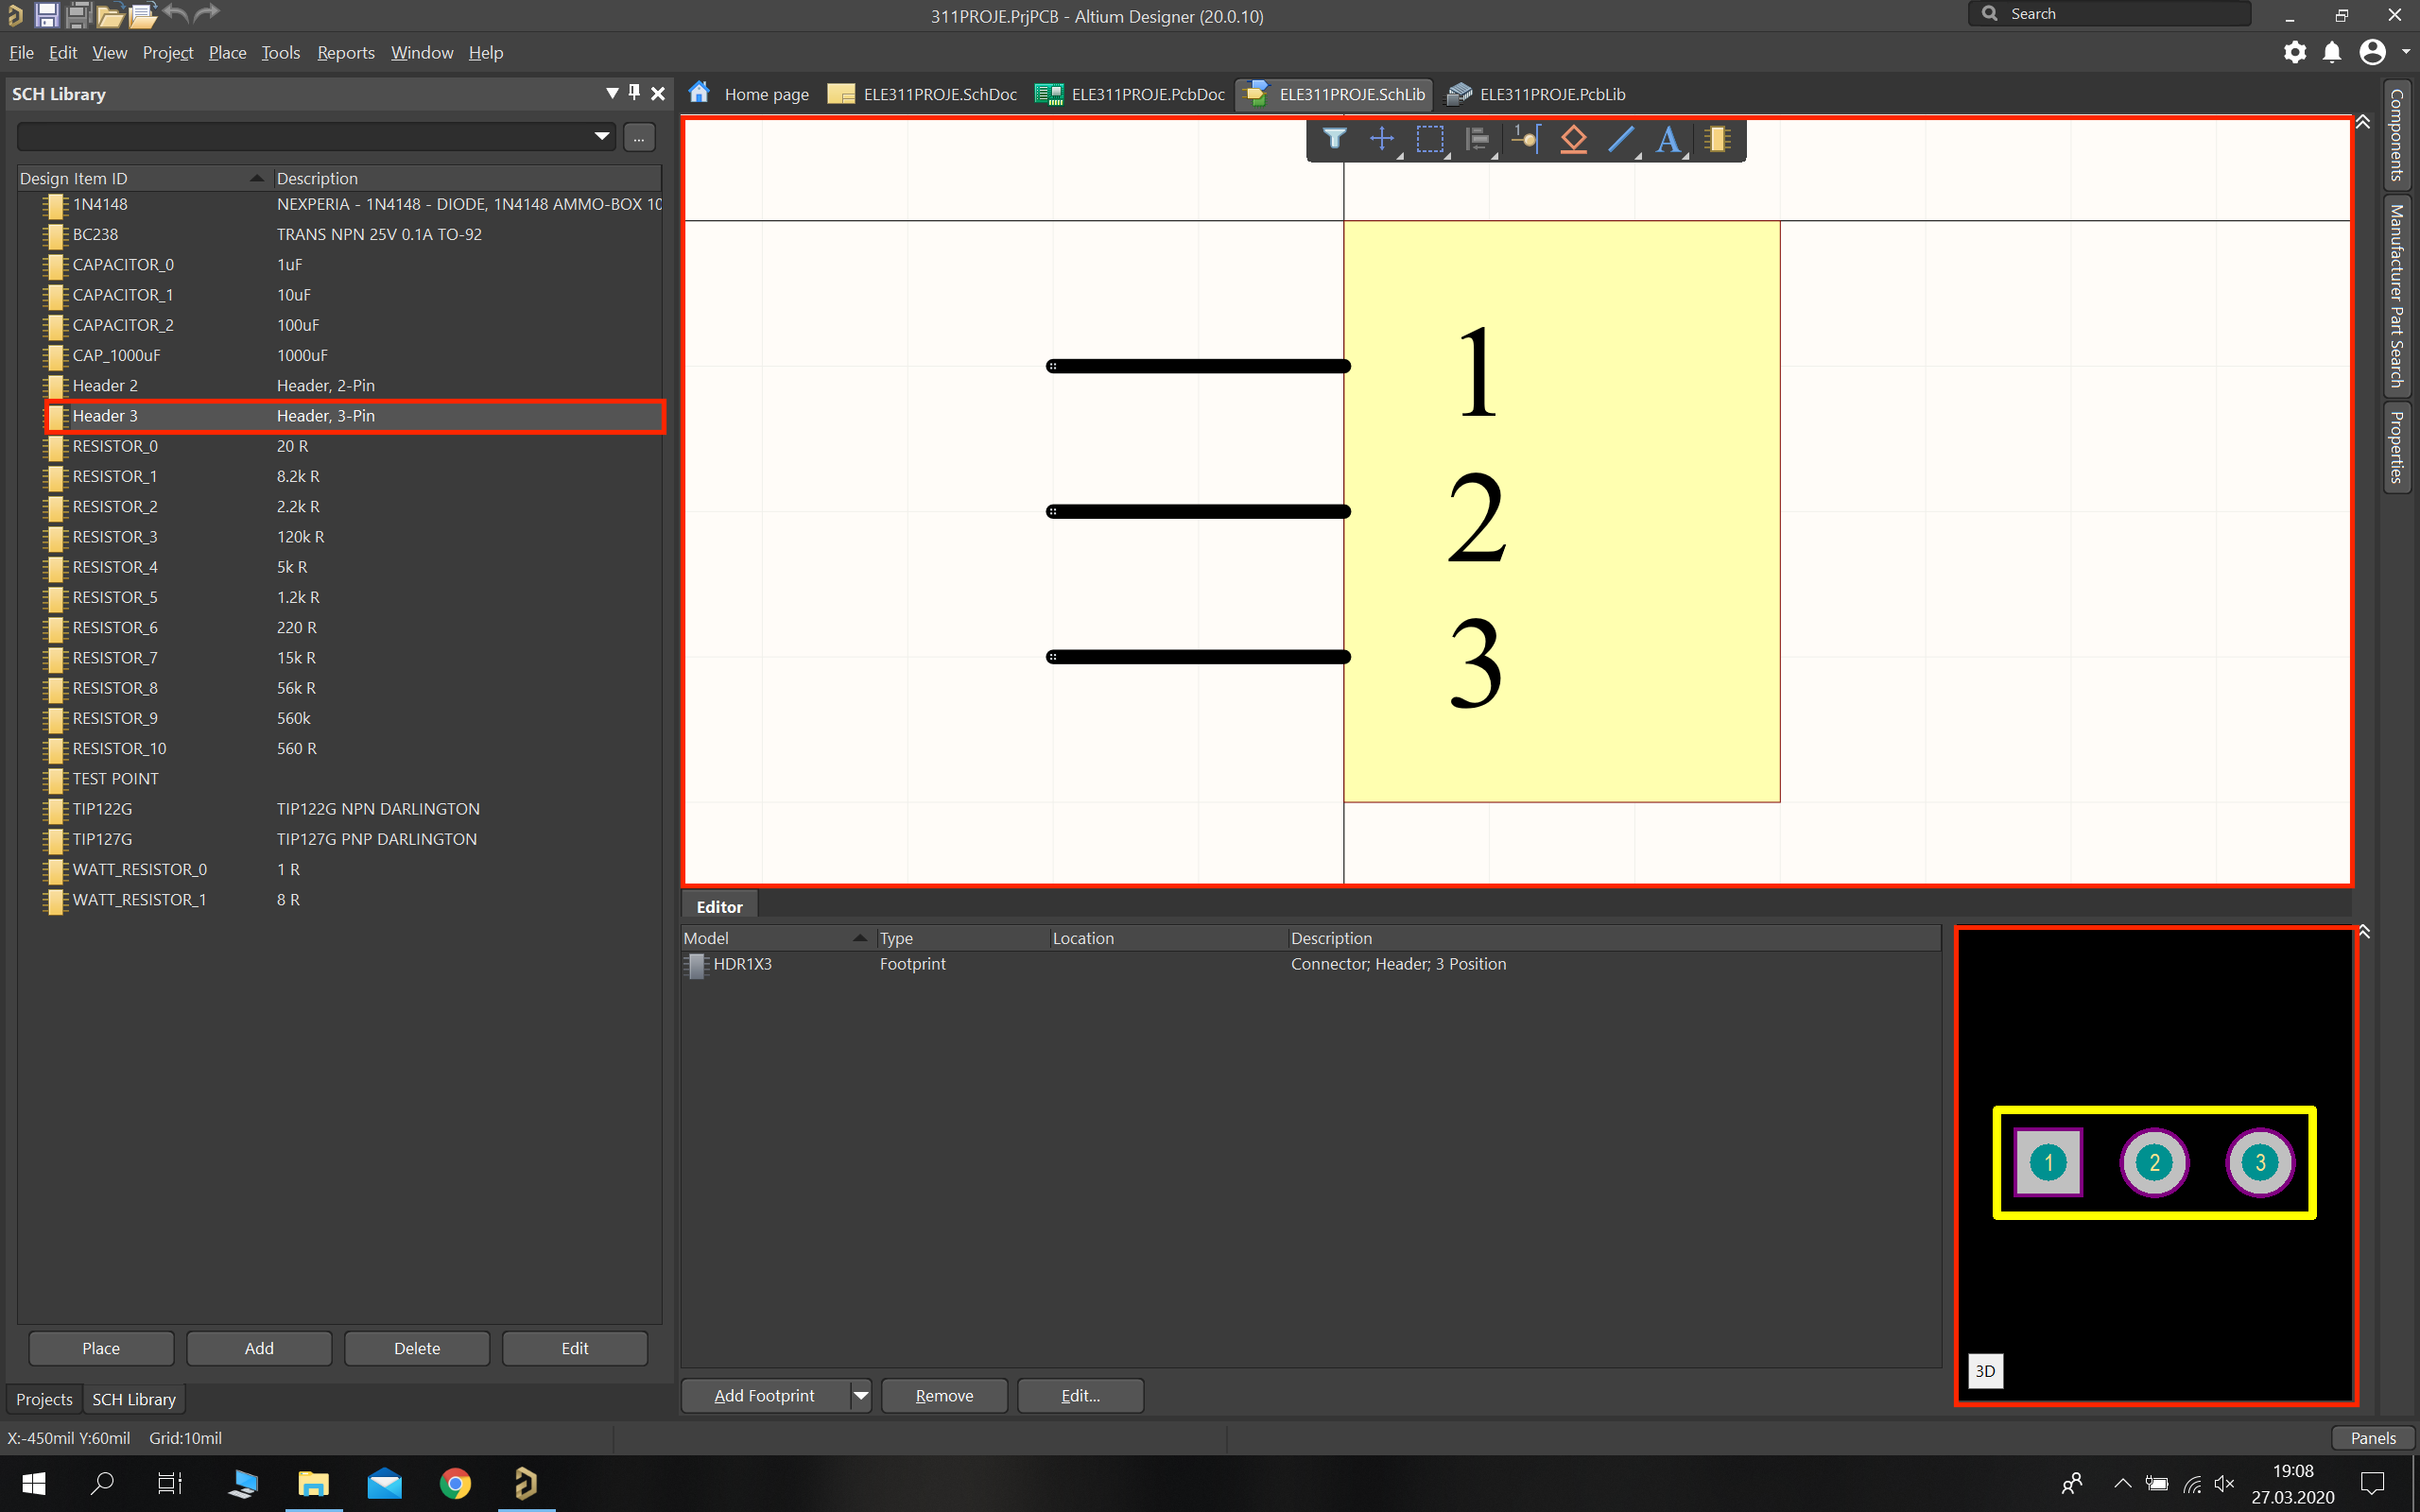 311PROJE.PrjPCB - Altium Designer (20.0.10)
Search
File Edit View Project Place Tools Reports Window Help
SCH Library
Home page ELE311PROJE.SchDoc ELE311PROJE.PcbDoc ELE311PROJE.SchLib ELE311PROJE.PcbLib
...
Design Item ID Description
1N4148 NEXPERIA - 1N4148 - DIODE, 1N4148 AMMO-BOX 10
BC238 TRANS NPN 25V 0.1A TO-92
CAPACITOR_0 1uF
CAPACITOR_1 10uF
CAPACITOR_2 100uF
CAP_1000uF 1000uF
Header 2 Header, 2-Pin
Header 3 Header, 3-Pin
RESISTOR_0 20 R
RESISTOR_1 8.2k R
RESISTOR_2 2.2k R
RESISTOR_3 120k R
RESISTOR_4 5k R
RESISTOR_5 1.2k R
RESISTOR_6 220 R
RESISTOR_7 15k R
RESISTOR_8 56k R
RESISTOR_9 560k
RESISTOR_10 560 R
TEST POINT
TIP122G TIP122G NPN DARLINGTON
TIP127G TIP127G PNP DARLINGTON
WATT_RESISTOR_0 1 R
WATT_RESISTOR_1 8 R
Place Add Delete Edit
Projects SCH Library
1
A
1
2
3
Components
Manufacturer Part Search
Properties
Editor
Model Type Location Description
HDR1X3 Footprint Connector; Header; 3 Position
1 2 3
3D
Add Footprint Remove Edit...
X:-450mil Y:60mil Grid:10mil
Panels
19:08
27.03.2020